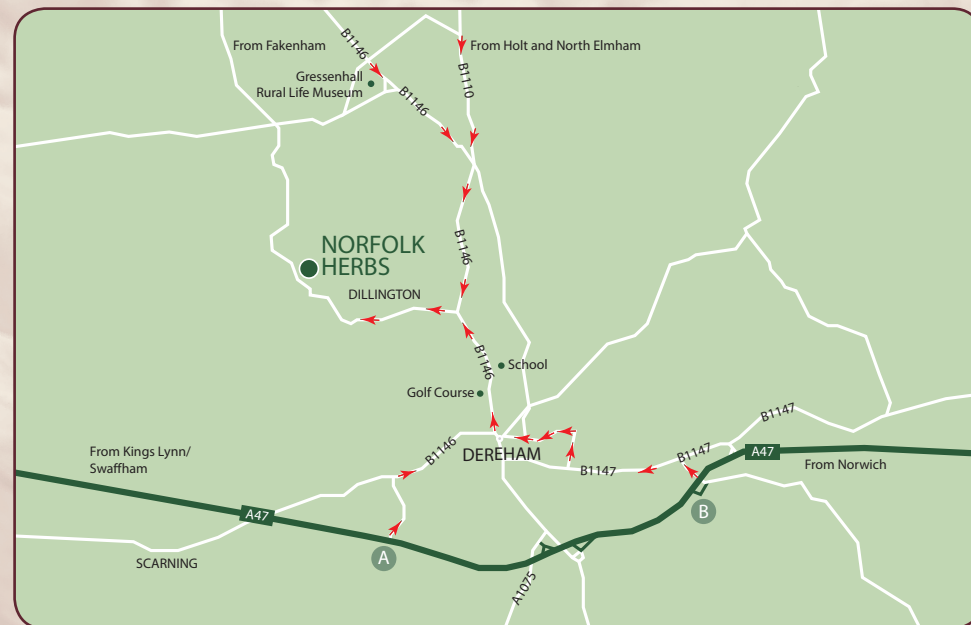 From Fakenham
B1146
From Holt and North Elmham
Gressenhall
Rural Life Museum
B1146
B1110
NORFOLK
HERBS
B1146
DILLINGTON
B1146
School
Golf Course
B1147
From Kings Lynn/
Swaffham
B1146
DEREHAM
B1147
B1147
A47
From Norwich
A47
B
A
SCARNING
A1075